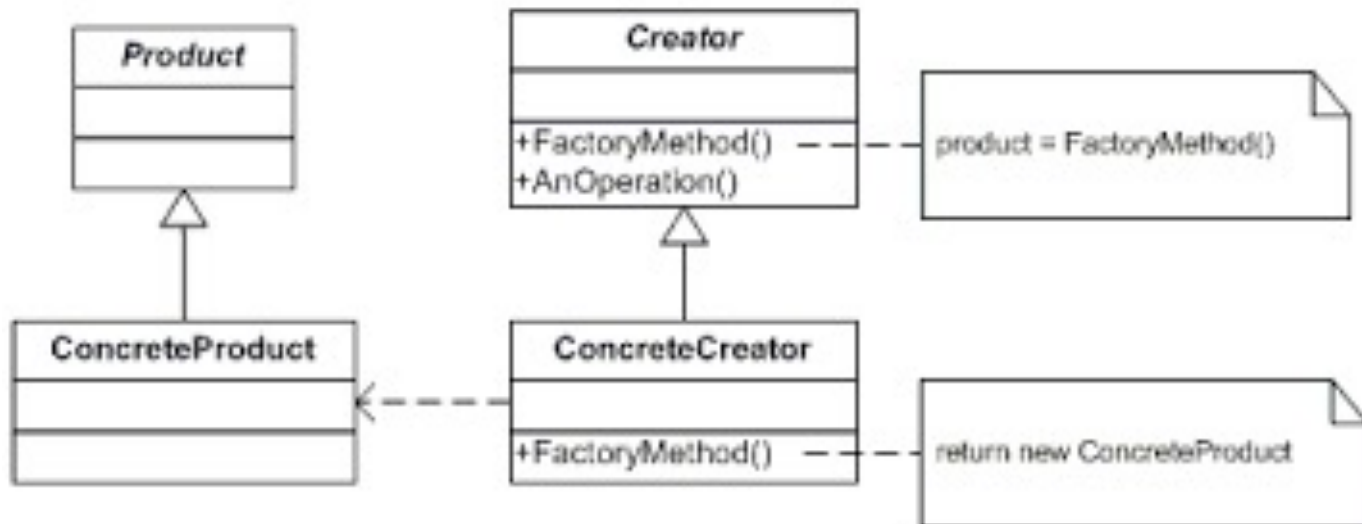 Product
Creator
+FactoryMethod()
+AnOperation()
product = FactoryMethod()
ConcreteProduct
ConcreteCreator
+FactoryMethod()
return new ConcreteProduct